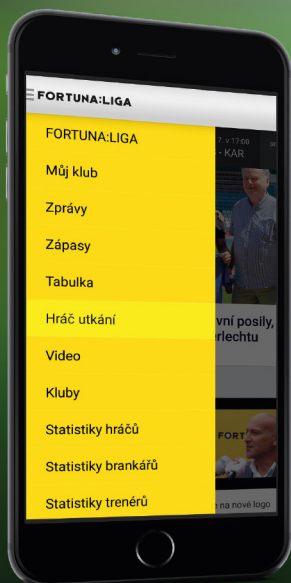 FORTUNA:LIGA
FORTUNA:LIGA
7. v 17:00
- KAR
Můj klub
Zprávy
Zápasy
Tabulka
Hráč utkání
vní posily,
erlechtu
Video
Kluby
Statistiky hráčů
FORT
Statistiky brankářů
Statistiky trenérů
na nové logo